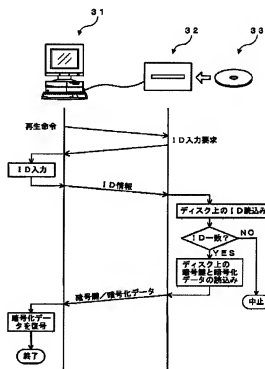 31
32
33
再生命令
ID入力要求
ID入力
ID情報
ディスク上のID読込み
ID一致?
NO
YES
ディスク上の
暗号鍵と暗号化
データの読込み
中止
暗号鍵/暗号化データ
暗号化デー
タを復号
終了